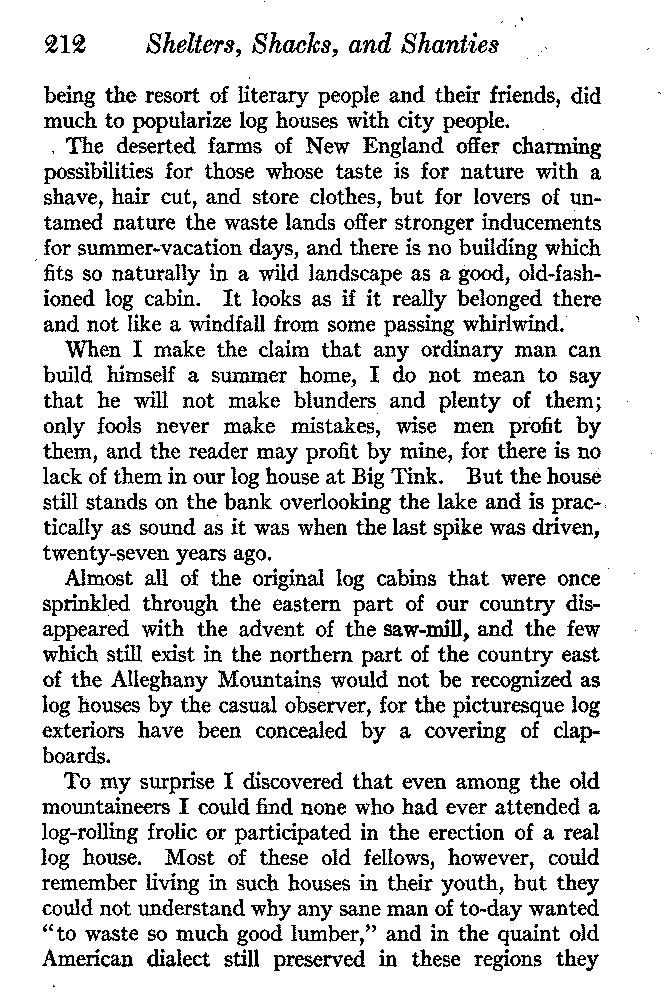 212 Shelters, Shacks, and Shanties
being the resort of literary people and their friends, did
much to popularize log houses with city people.
The deserted farms of New England offer charming
possibilities for those whose taste is for nature with a
shave, hair cut, and store clothes, but for lovers of un-
tamed nature the waste lands offer stronger inducements
for summer-vacation days, and there is no building which
fits so naturally in a wild landscape as a good, old-fash-
ioned log cabin. It looks as if it really belonged there
and not like a windfall from some passing whirlwind.
When I make the claim that any ordinary man can
build himself a summer home, I do not mean to say
that he will not make blunders and plenty of them;
only fools never make mistakes, wise men profit by
them, and the reader may profit by mine, for there is no
lack of them in our log house at Big Tink. But the house
still stands on the bank overlooking the lake and is prac-
tically as sound as it was when the last spike was driven,
twenty-seven years ago.
Almost all of the original log cabins that were once
sprinkled through the eastern part of our country dis-
appeared with the advent of the saw-mill, and the few
which still exist in the northern part of the country east
of the Alleghany Mountains would not be recognized as
log houses by the casual observer, for the picturesque log
exteriors have been concealed by a covering of clap-
boards.
To my surprise I discovered that even among the old
mountaineers I could find none who had ever attended a
log-rolling frolic or participated in the erection of a real
log house. Most of these old fellows, however, could
remember living in such houses in their youth, but they
could not understand why any sane man of to-day wanted
"to waste so much good lumber," and in the quaint old
American dialect still preserved in these regions they